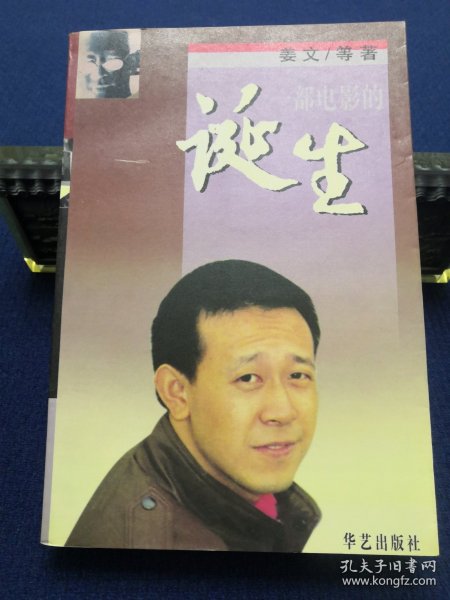 姜文/等著
一部电影的
诞生
华艺出版社
孔夫子旧书网
www.kongfz.com